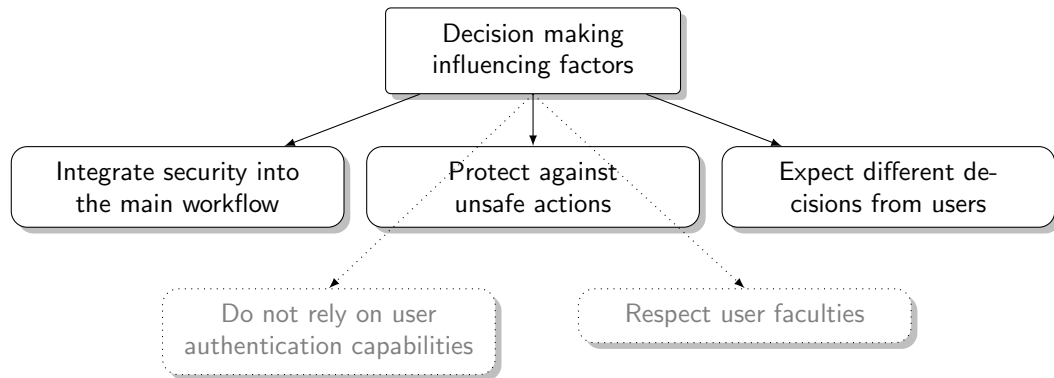 Decision making
influencing factors
Integrate security into
the main workflow
Protect against
unsafe actions
Expect different de-
cisions from users
Do not rely on user
authentication capabilities
Respect user faculties